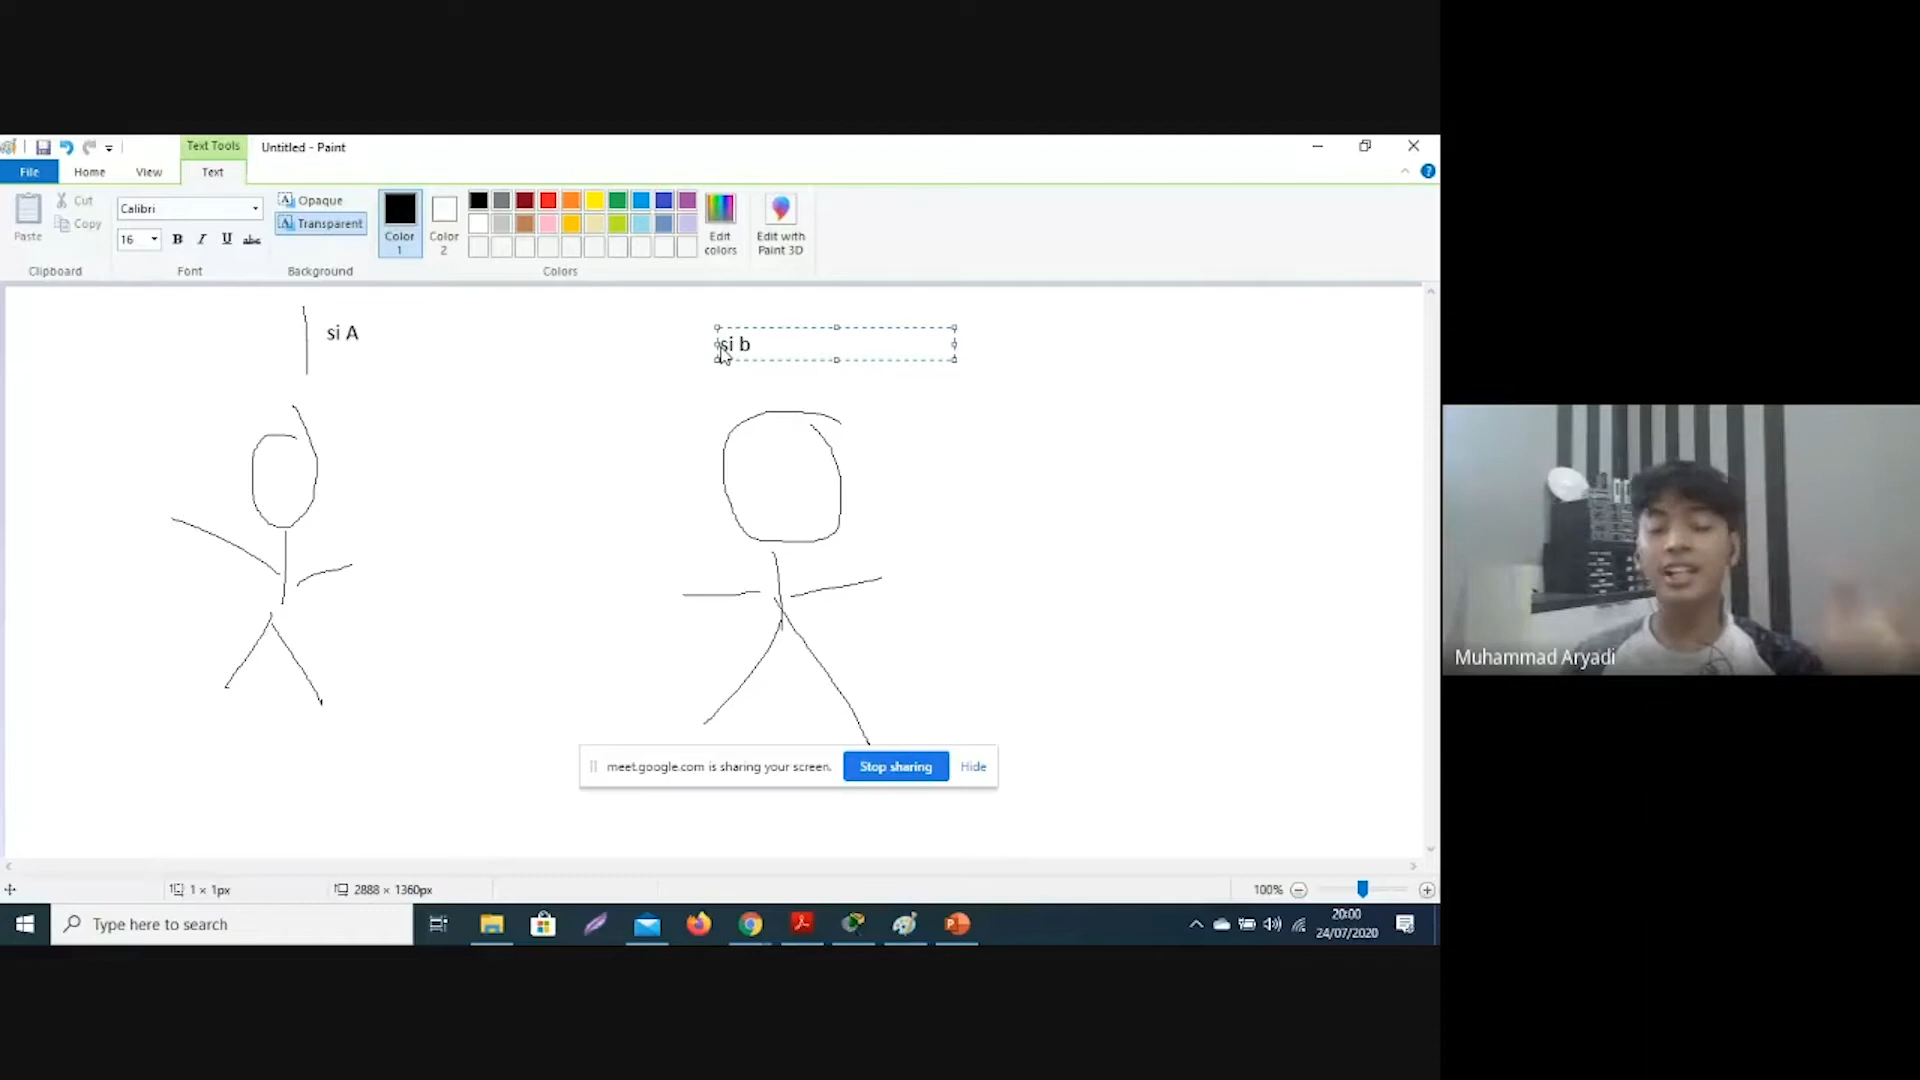 Text Tools
Untitled - Paint
File
Home
View
Text
Paste
Cut
Copy
Clipboard
Calibri
16
B I U abc
Font
Opaque
Transparent
Background
Color 1
Color 2
Edit colors
Edit with Paint 3D
Colors
si A
si b
meet.google.com is sharing your screen.
Stop sharing
Hide
1 × 1px
2888 × 1360px
100%
Type here to search
20:00
24/07/2020
Muhammad Aryadi